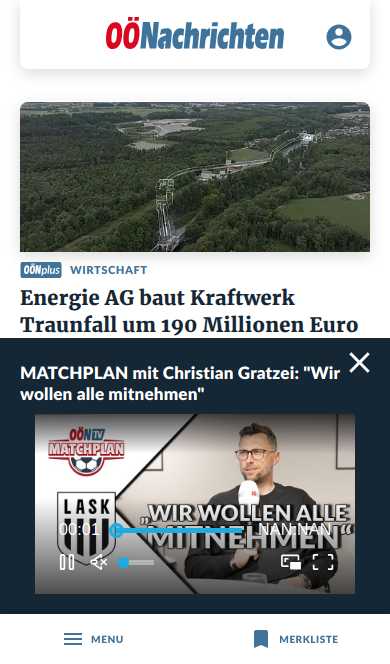 OÖNachrichten
OÖNplus WIRTSCHAFT
Energie AG baut Kraftwerk
Traunfall um 190 Millionen Euro
MATCHPLAN mit Christian Gratzei: "Wir
wollen alle mitnehmen"
OÖN TV
MATCHPLAN
LASK
„WIR WOLLEN ALLE
MITNEHMEN“
00:01
NAN:NAN
MENU
MERKLISTE